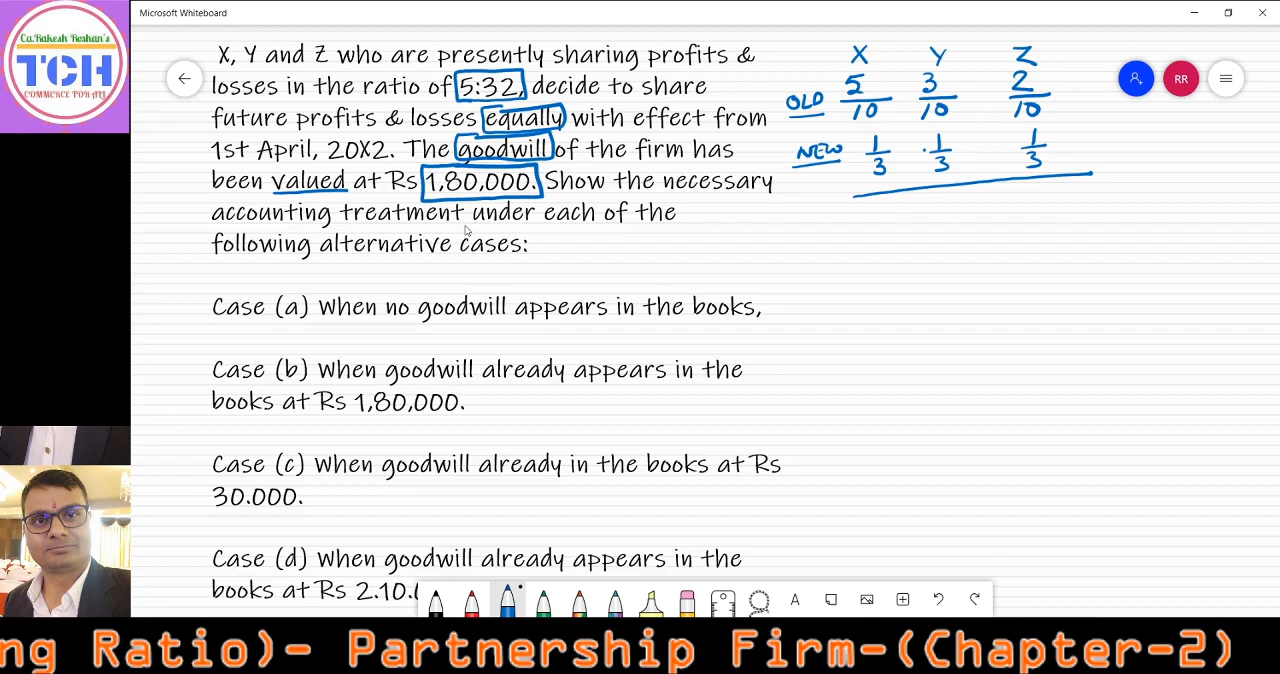 Microsoft Whiteboard
Ca.Rakesh Roshan's
TCH
COMMERCE FOR ALL
X, Y and Z who are presently sharing profits &
losses in the ratio of 5:32, decide to share
future profits & losses equally with effect from
1st April, 20X2. The goodwill of the firm has
been valued at Rs 1,80,000. Show the necessary
accounting treatment under each of the
following alternative cases:
Case (a) When no goodwill appears in the books,
Case (b) When goodwill already appears in the
books at Rs 1,80,000.
Case (c) When goodwill already in the books at Rs
30.000.
Case (d) When goodwill already appears in the
books at Rs 2.10.0
X Y Z
OLD 5/10 3/10 2/10
NEW 1/3 1/3 1/3
RR
A
ng Ratio)- Partnership Firm-(Chapter-2)